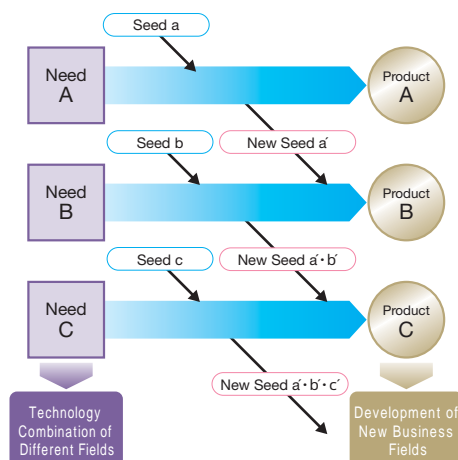 Seed a
Need
A
Product
A
Seed b
New Seed a´
Need
B
Product
B
Seed c
New Seed a´・b´
Need
C
Product
C
New Seed a´・b´・c´
Technology
Combination of
Different Fields
Development of
New Business
Fields